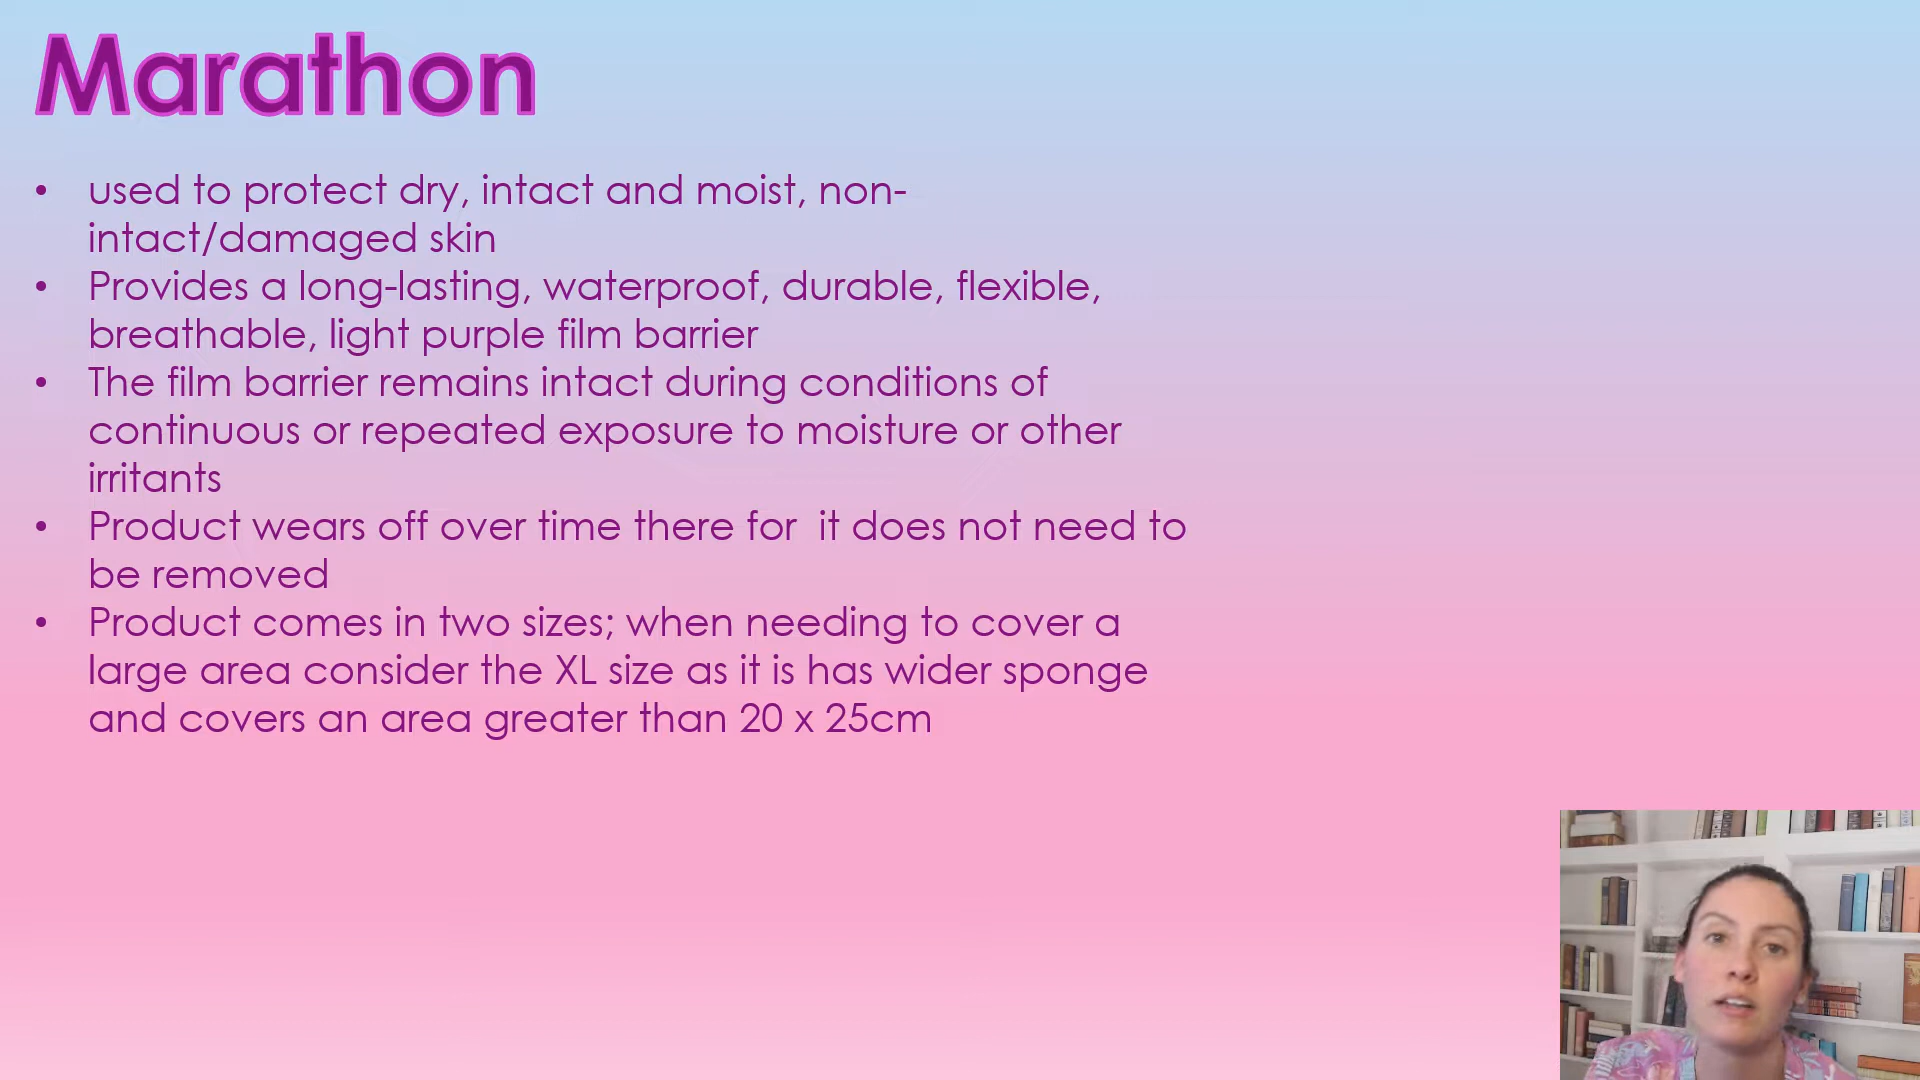 Marathon
• used to protect dry, intact and moist, non-
intact/damaged skin
• Provides a long-lasting, waterproof, durable, flexible,
breathable, light purple film barrier
• The film barrier remains intact during conditions of
continuous or repeated exposure to moisture or other
irritants
• Product wears off over time there for  it does not need to
be removed
• Product comes in two sizes; when needing to cover a
large area consider the XL size as it is has wider sponge
and covers an area greater than 20 x 25cm